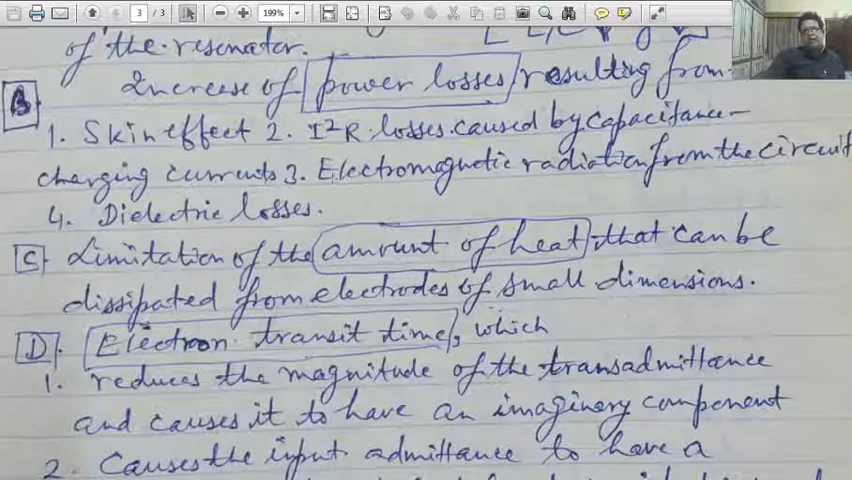 3 / 3
199%
of the resonator.
B. Increase of power losses resulting from
1. Skin effect 2. I²R losses caused by capacitance-
charging currents 3. Electromagnetic radiation from the circuit
4. Dielectric losses.
C Limitation of the amount of heat that can be
dissipated from electrodes of small dimensions.
D. Electron transit time, which
1. reduces the magnitude of the transadmittance
and causes it to have an imaginary component
2. Causes the input admittance to have a